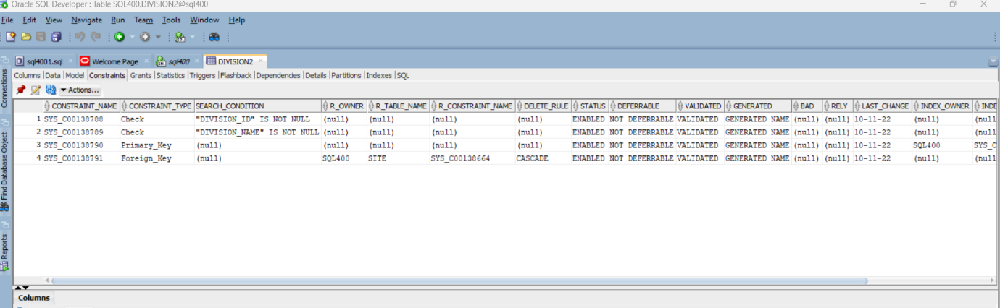 Oracle SQL Developer : Table SQL400.DIVISION2@sql400
File Edit View Navigate Run Team Tools Window Help
sql4001.sql Welcome Page sql400 DIVISION2
Columns Data Model Constraints Grants Statistics Triggers Flashback Dependencies Details Partitions Indexes SQL
Actions...
CONSTRAINT_NAME CONSTRAINT_TYPE SEARCH_CONDITION R_OWNER R_TABLE_NAME R_CONSTRAINT_NAME DELETE_RULE STATUS DEFERRABLE VALIDATED GENERATED BAD RELY LAST_CHANGE INDEX_OWNER INDE
1 SYS_C00138788 Check "DIVISION_ID" IS NOT NULL (null) (null) (null) (null) ENABLED NOT DEFERRABLE VALIDATED GENERATED NAME (null) (null) 10-11-22 (null) (null
2 SYS_C00138789 Check "DIVISION_NAME" IS NOT NULL (null) (null) (null) (null) ENABLED NOT DEFERRABLE VALIDATED GENERATED NAME (null) (null) 10-11-22 (null) (null
3 SYS_C00138790 Primary_Key (null) (null) (null) (null) (null) ENABLED NOT DEFERRABLE VALIDATED GENERATED NAME (null) (null) 10-11-22 SQL400 SYS_C
4 SYS_C00138791 Foreign_Key (null) SQL400 SITE SYS_C00138664 CASCADE ENABLED NOT DEFERRABLE VALIDATED GENERATED NAME (null) (null) 10-11-22 (null) (null
Connections
Find Database Object
Reports
Columns